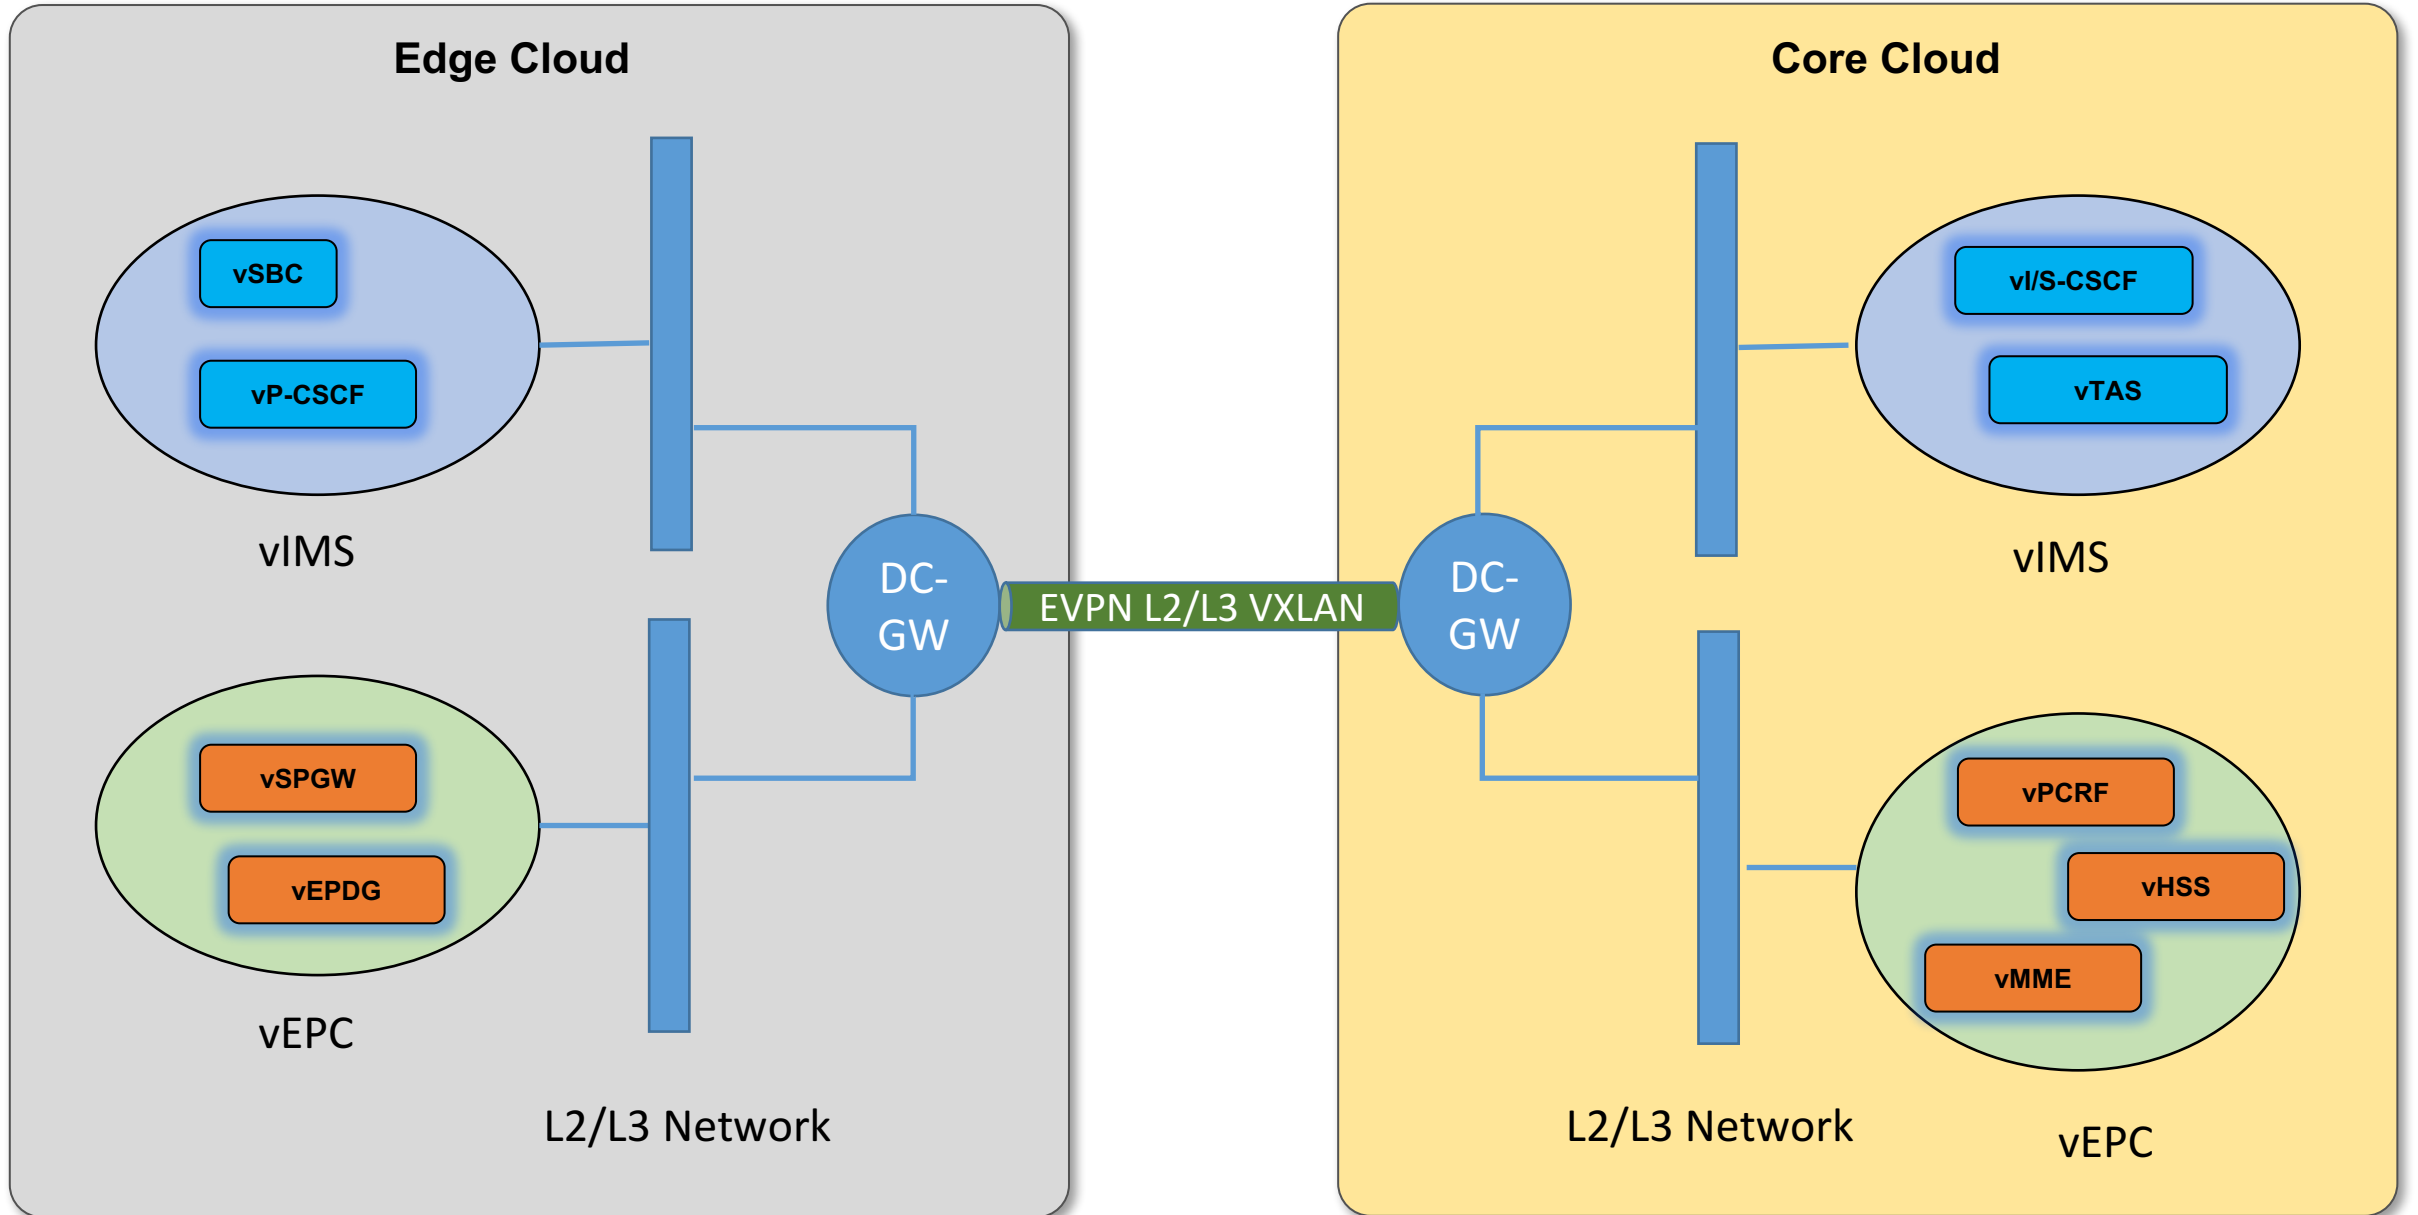 Edge Cloud
vSBC
vP-CSCF
vIMS
vSPGW
vEPDG
vEPC
L2/L3 Network
DC-
GW
EVPN L2/L3 VXLAN
Core Cloud
DC-
GW
vI/S-CSCF
vTAS
vIMS
vPCRF
vHSS
vMME
L2/L3 Network
vEPC